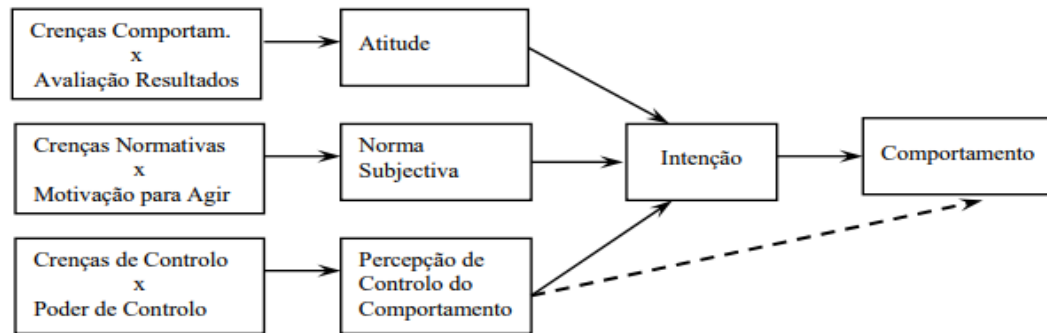 Crenças Comportam.
x
Avaliação Resultados
Atitude
Crenças Normativas
x
Motivação para Agir
Norma
Subjectiva
Intenção
Comportamento
Crenças de Controlo
x
Poder de Controlo
Percepção de
Controlo do
Comportamento